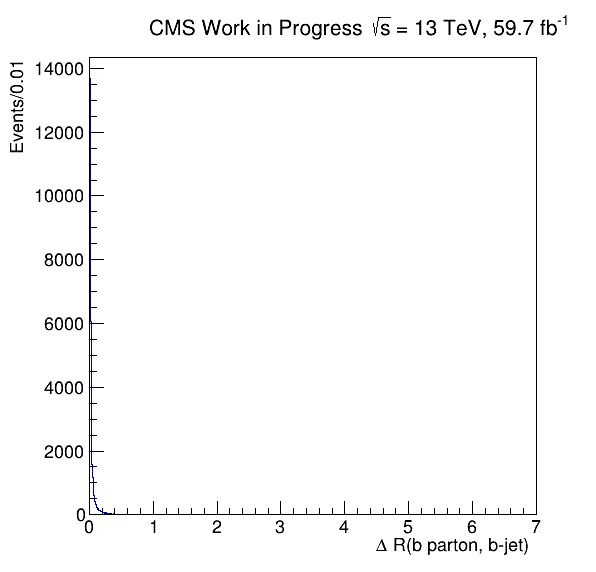 CMS Work in Progress √s = 13 TeV, 59.7 fb⁻¹
Events/0.01
14000
12000
10000
8000
6000
4000
2000
0
0 1 2 3 4 5 6 7
Δ R(b parton, b-jet)